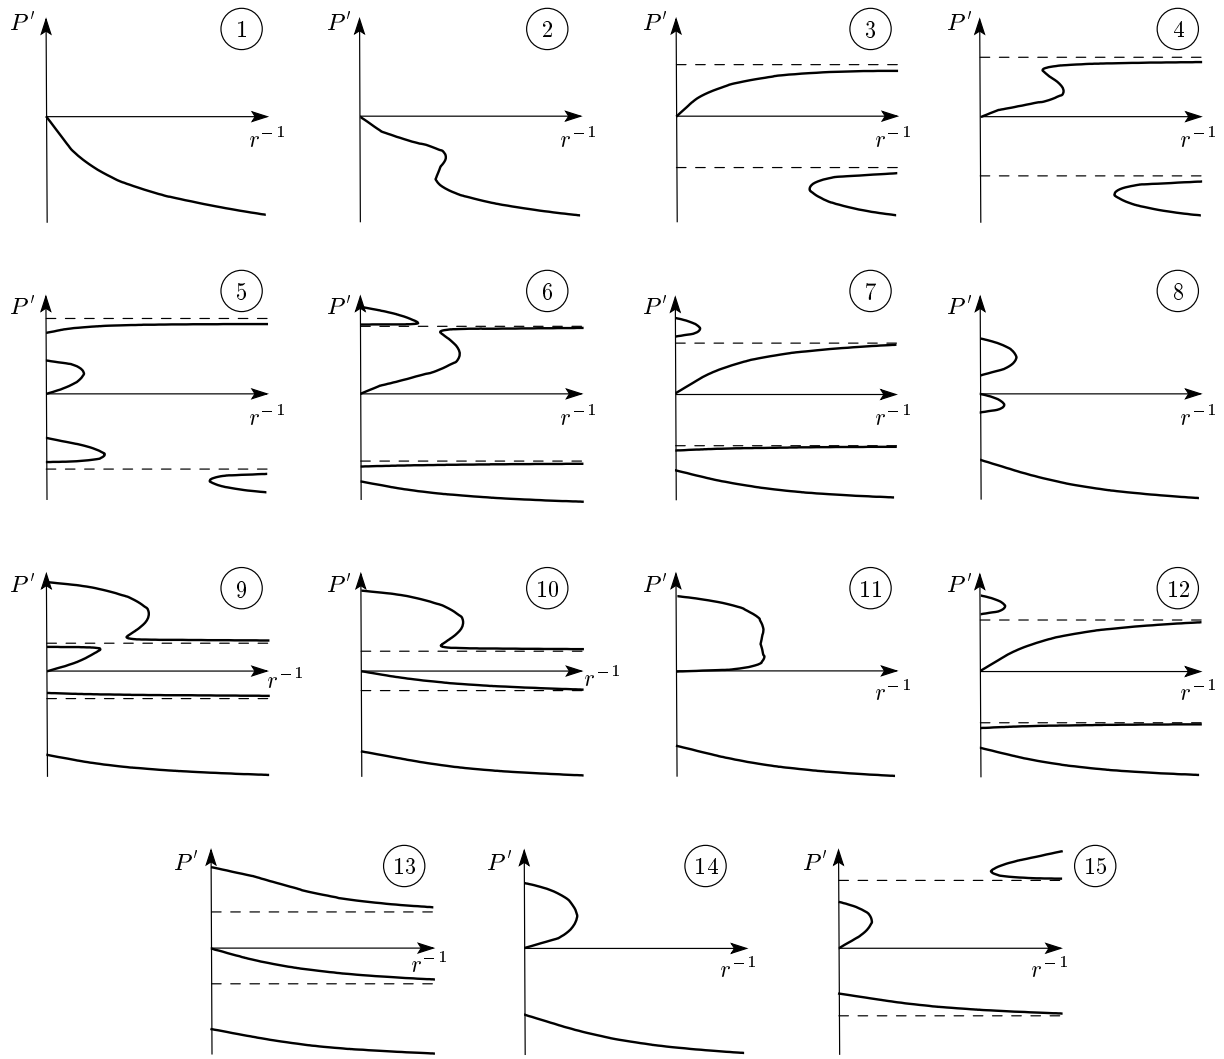 P′ 1 P′ 2 P′ 3 P′ 4
r⁻¹ r⁻¹ r⁻¹ r⁻¹
P′ 5 P′ 6 P′ 7 P′ 8
r⁻¹ r⁻¹ r⁻¹ r⁻¹
P′ 9 P′ 10 P′ 11 P′ 12
r⁻¹ r⁻¹ r⁻¹ r⁻¹
P′ 13 P′ 14 P′ 15
r⁻¹ r⁻¹ r⁻¹